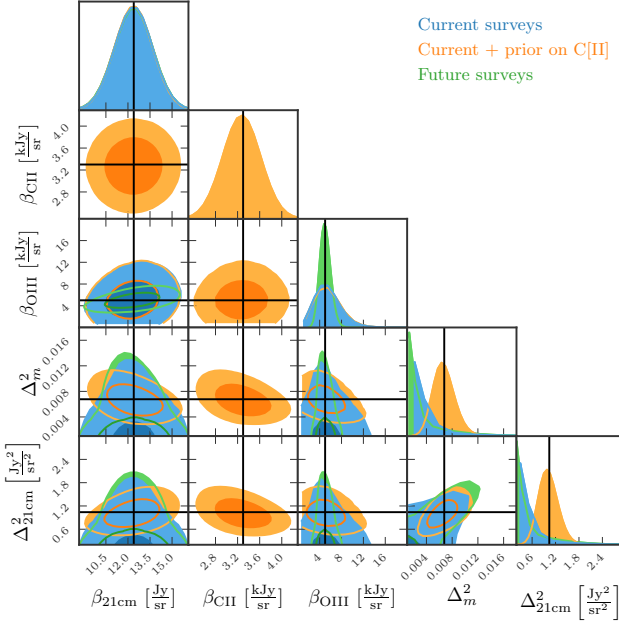 Current surveys
Current + prior on C[II]
Future surveys
β_CII [kJy/sr]
4.0
3.6
3.2
2.8
β_OIII [kJy/sr]
16
12
8
4
Δ²_m
0.016
0.012
0.008
0.004
Δ²_21cm [Jy²/sr²]
2.4
1.8
1.2
0.6
10.5 12.0 13.5 15.0 2.8 3.2 3.6 4.0 4 8 12 16 0.004 0.008 0.012 0.016 0.6 1.2 1.8 2.4
β_21cm [Jy/sr] β_CII [kJy/sr] β_OIII [kJy/sr] Δ²_m Δ²_21cm [Jy²/sr²]